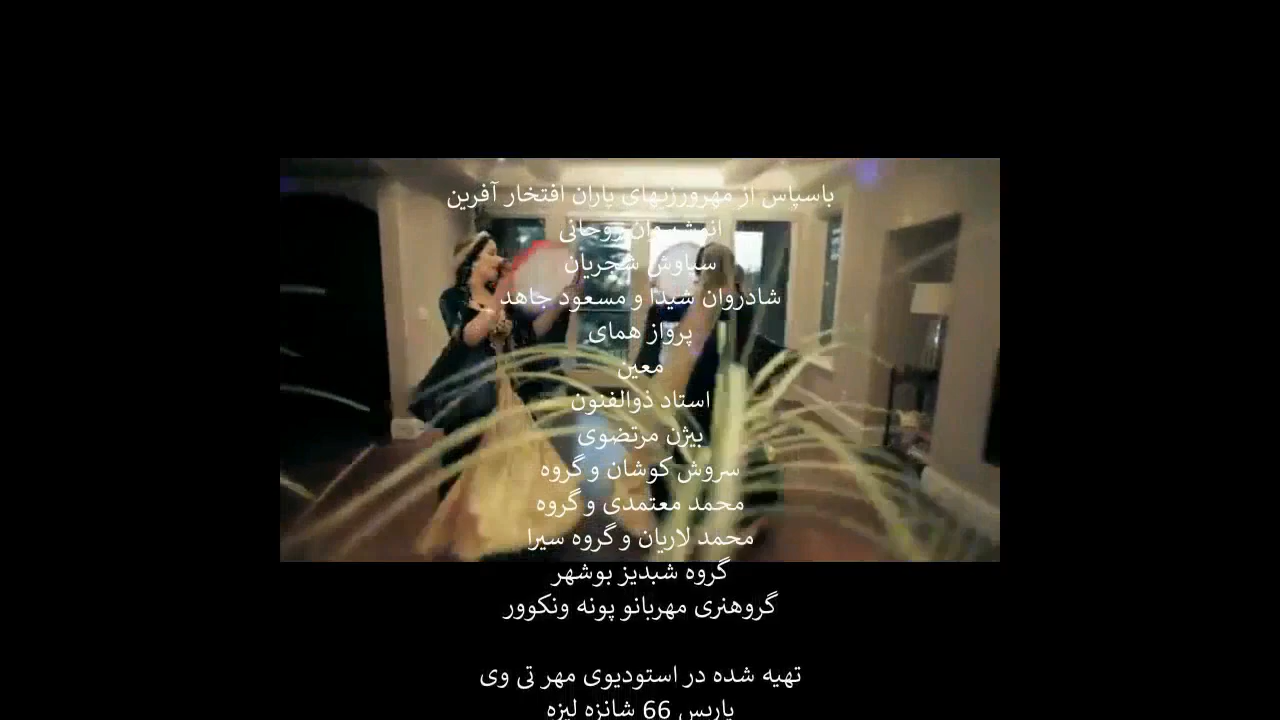 باسپاس از مهرورزیهای یاران افتخار آفرین
انوشیروان روحانی
سیاوش شجریان
شادروان شیدا و مسعود جاهد
پرواز همای
معین
استاد ذوالفنون
بیژن مرتضوی
سروش کوشان و گروه
محمد معتمدی و گروه
محمد لاریان و گروه سیرا
گروه شبدیز بوشهر
گروهنری مهربانو پونه ونکوور
تهیه شده در استودیوی مهر تی وی
پاریس 66 شانزه لیزه